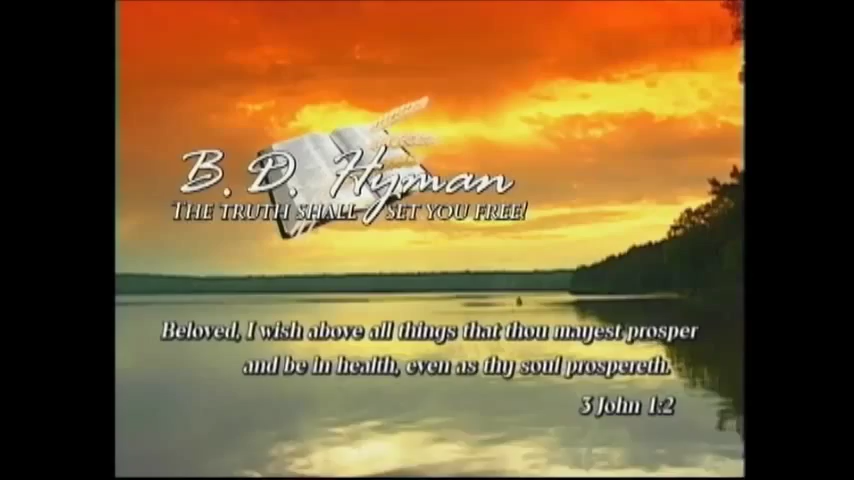 B. D. Hyman
THE TRUTH SHALL SET YOU FREE!
Beloved, I wish above all things that thou mayest prosper
and be in health, even as thy soul prospereth.
3 John 1:2